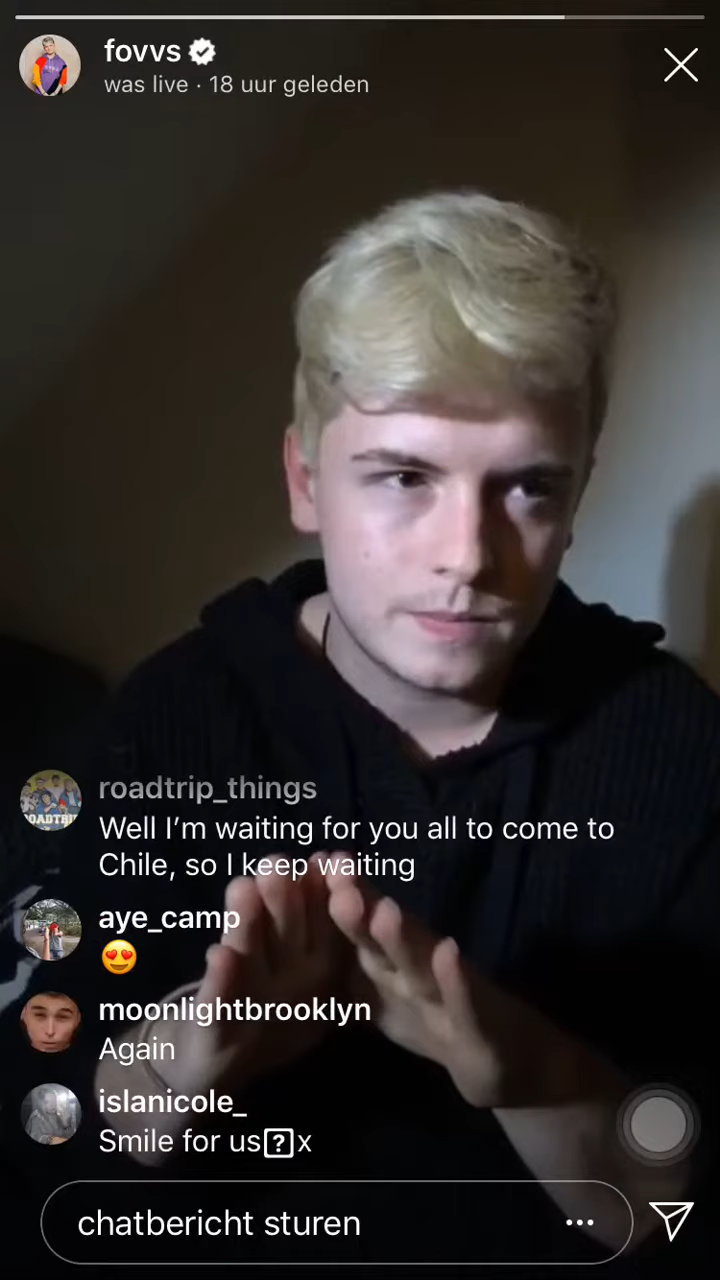 fovvs
was live · 18 uur geleden
roadtrip_things
Well I’m waiting for you all to come to
Chile, so I keep waiting
aye_camp
😍
moonlightbrooklyn
Again
islanicole_
Smile for us⍰x
chatbericht sturen